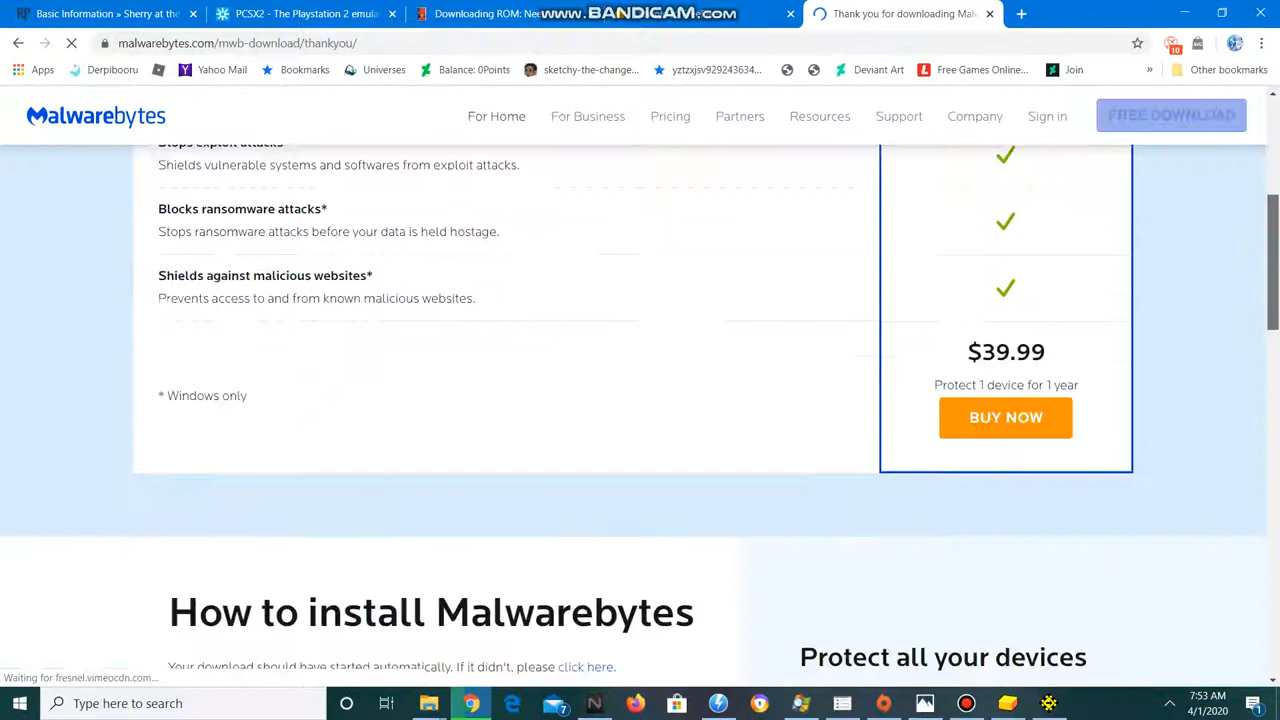 Basic Information » Sherry at the
PCSX2 - The Playstation 2 emula
Downloading ROM: Nee
www.BANDICAM.com
Thank you for downloading Mal
malwarebytes.com/mwb-download/thankyou/
10
Apps
Derpibooru
Yahoo Mail
Bookmarks
Universes
Balance: 0Points
sketchy-the-change...
yztzxjsv929243634...
Deviant Art
Free Games Online...
Join
»
Other bookmarks
Malwarebytes
For Home
For Business
Pricing
Partners
Resources
Support
Company
Sign in
FREE DOWNLOAD
Stops exploit attacks*
Shields vulnerable systems and softwares from exploit attacks.
Blocks ransomware attacks*
Stops ransomware attacks before your data is held hostage.
Shields against malicious websites*
Prevents access to and from known malicious websites.
$39.99
Protect 1 device for 1 year
* Windows only
BUY NOW
How to install Malwarebytes
Protect all your devices
Your download should have started automatically. If it didn't, please click here.
Waiting for fresnel.vimeocdn.com...
Type here to search
7
7:53 AM
4/1/2020
1